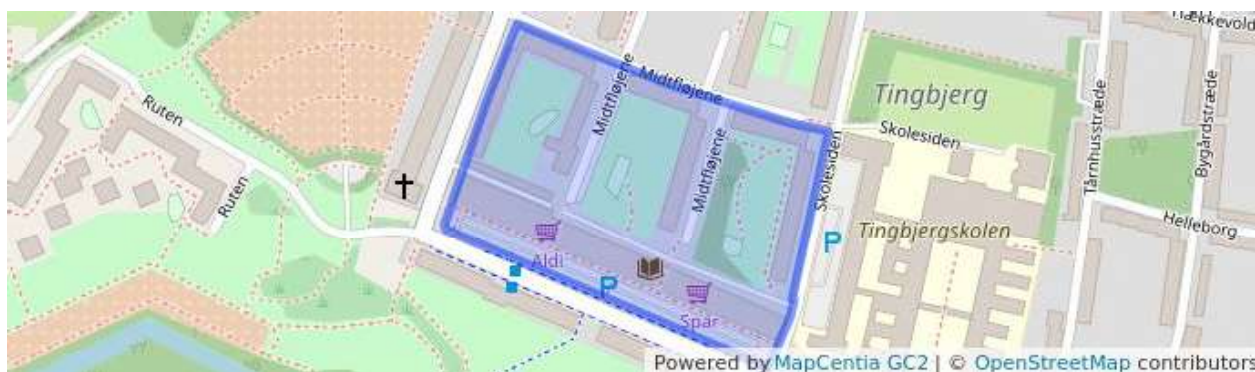 Hækkevold
Ruten
Ruten
Midtfløjene
Midtfløjene
Midtfløjene
Tingbjerg
Skolesiden
Skolesiden
Tårnhusstræde
Bygårdstræde
Helleborg
Tingbjergskolen
P
Aldi
P
Spar
Powered by MapCentia GC2 | © OpenStreetMap contributors